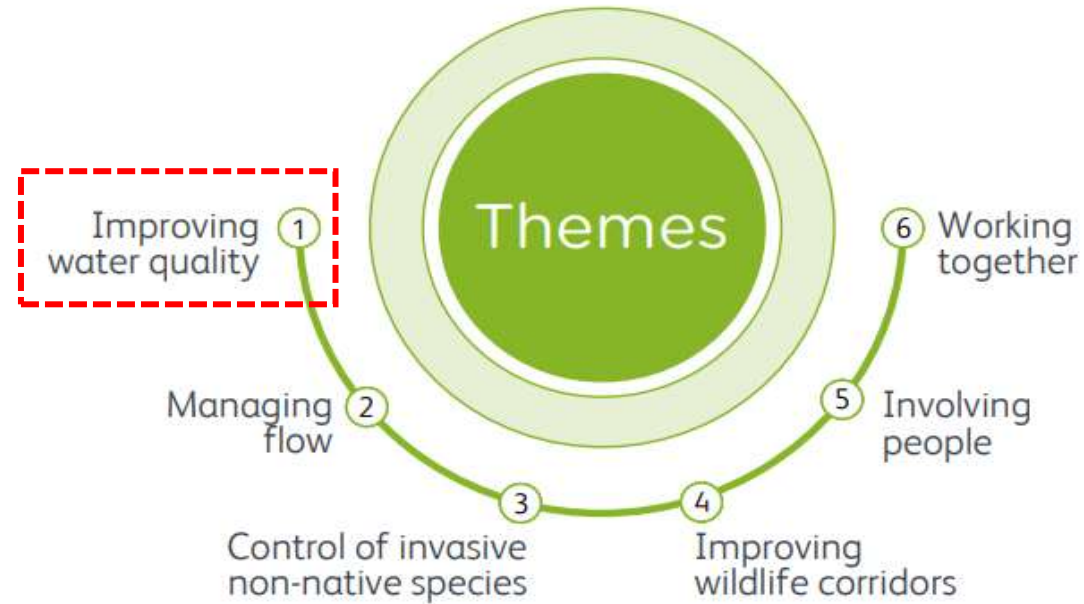 Themes
1
Improving
water quality
2
Managing
flow
3
Control of invasive
non-native species
4
Improving
wildlife corridors
5
Involving
people
6
Working
together